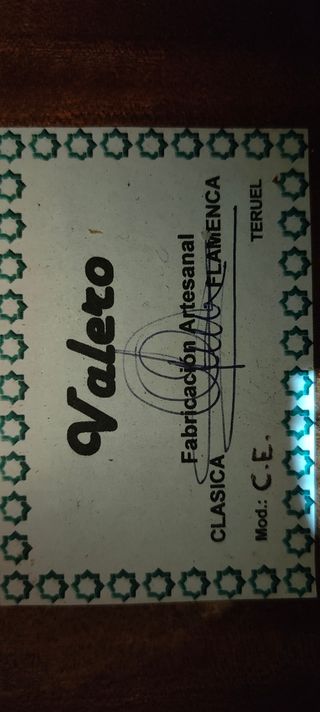 Valero
Fabricación Artesanal
CLASICA FLAMENCA
Mod.: C.E. TERUEL